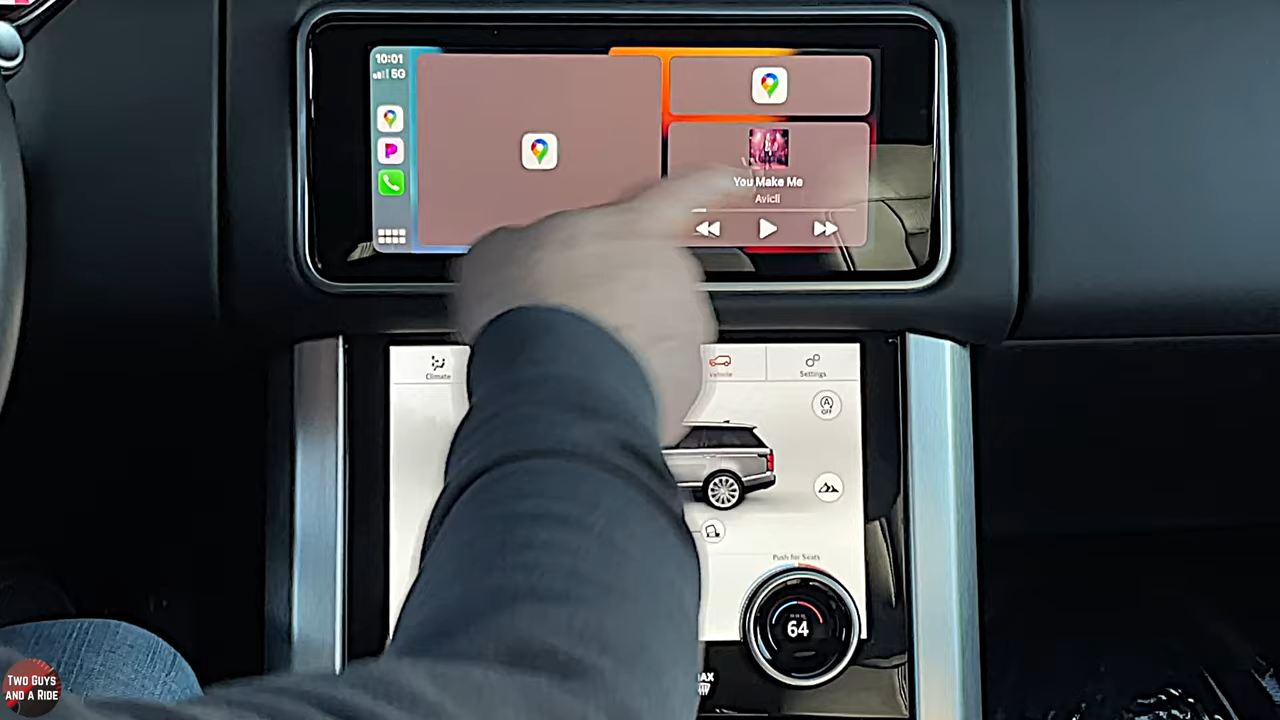 10:01
5G
You Make Me
Avicii
Climate
Vehicle
Settings
OFF
Push for Seats
64
TWO GUYS
AND A RIDE